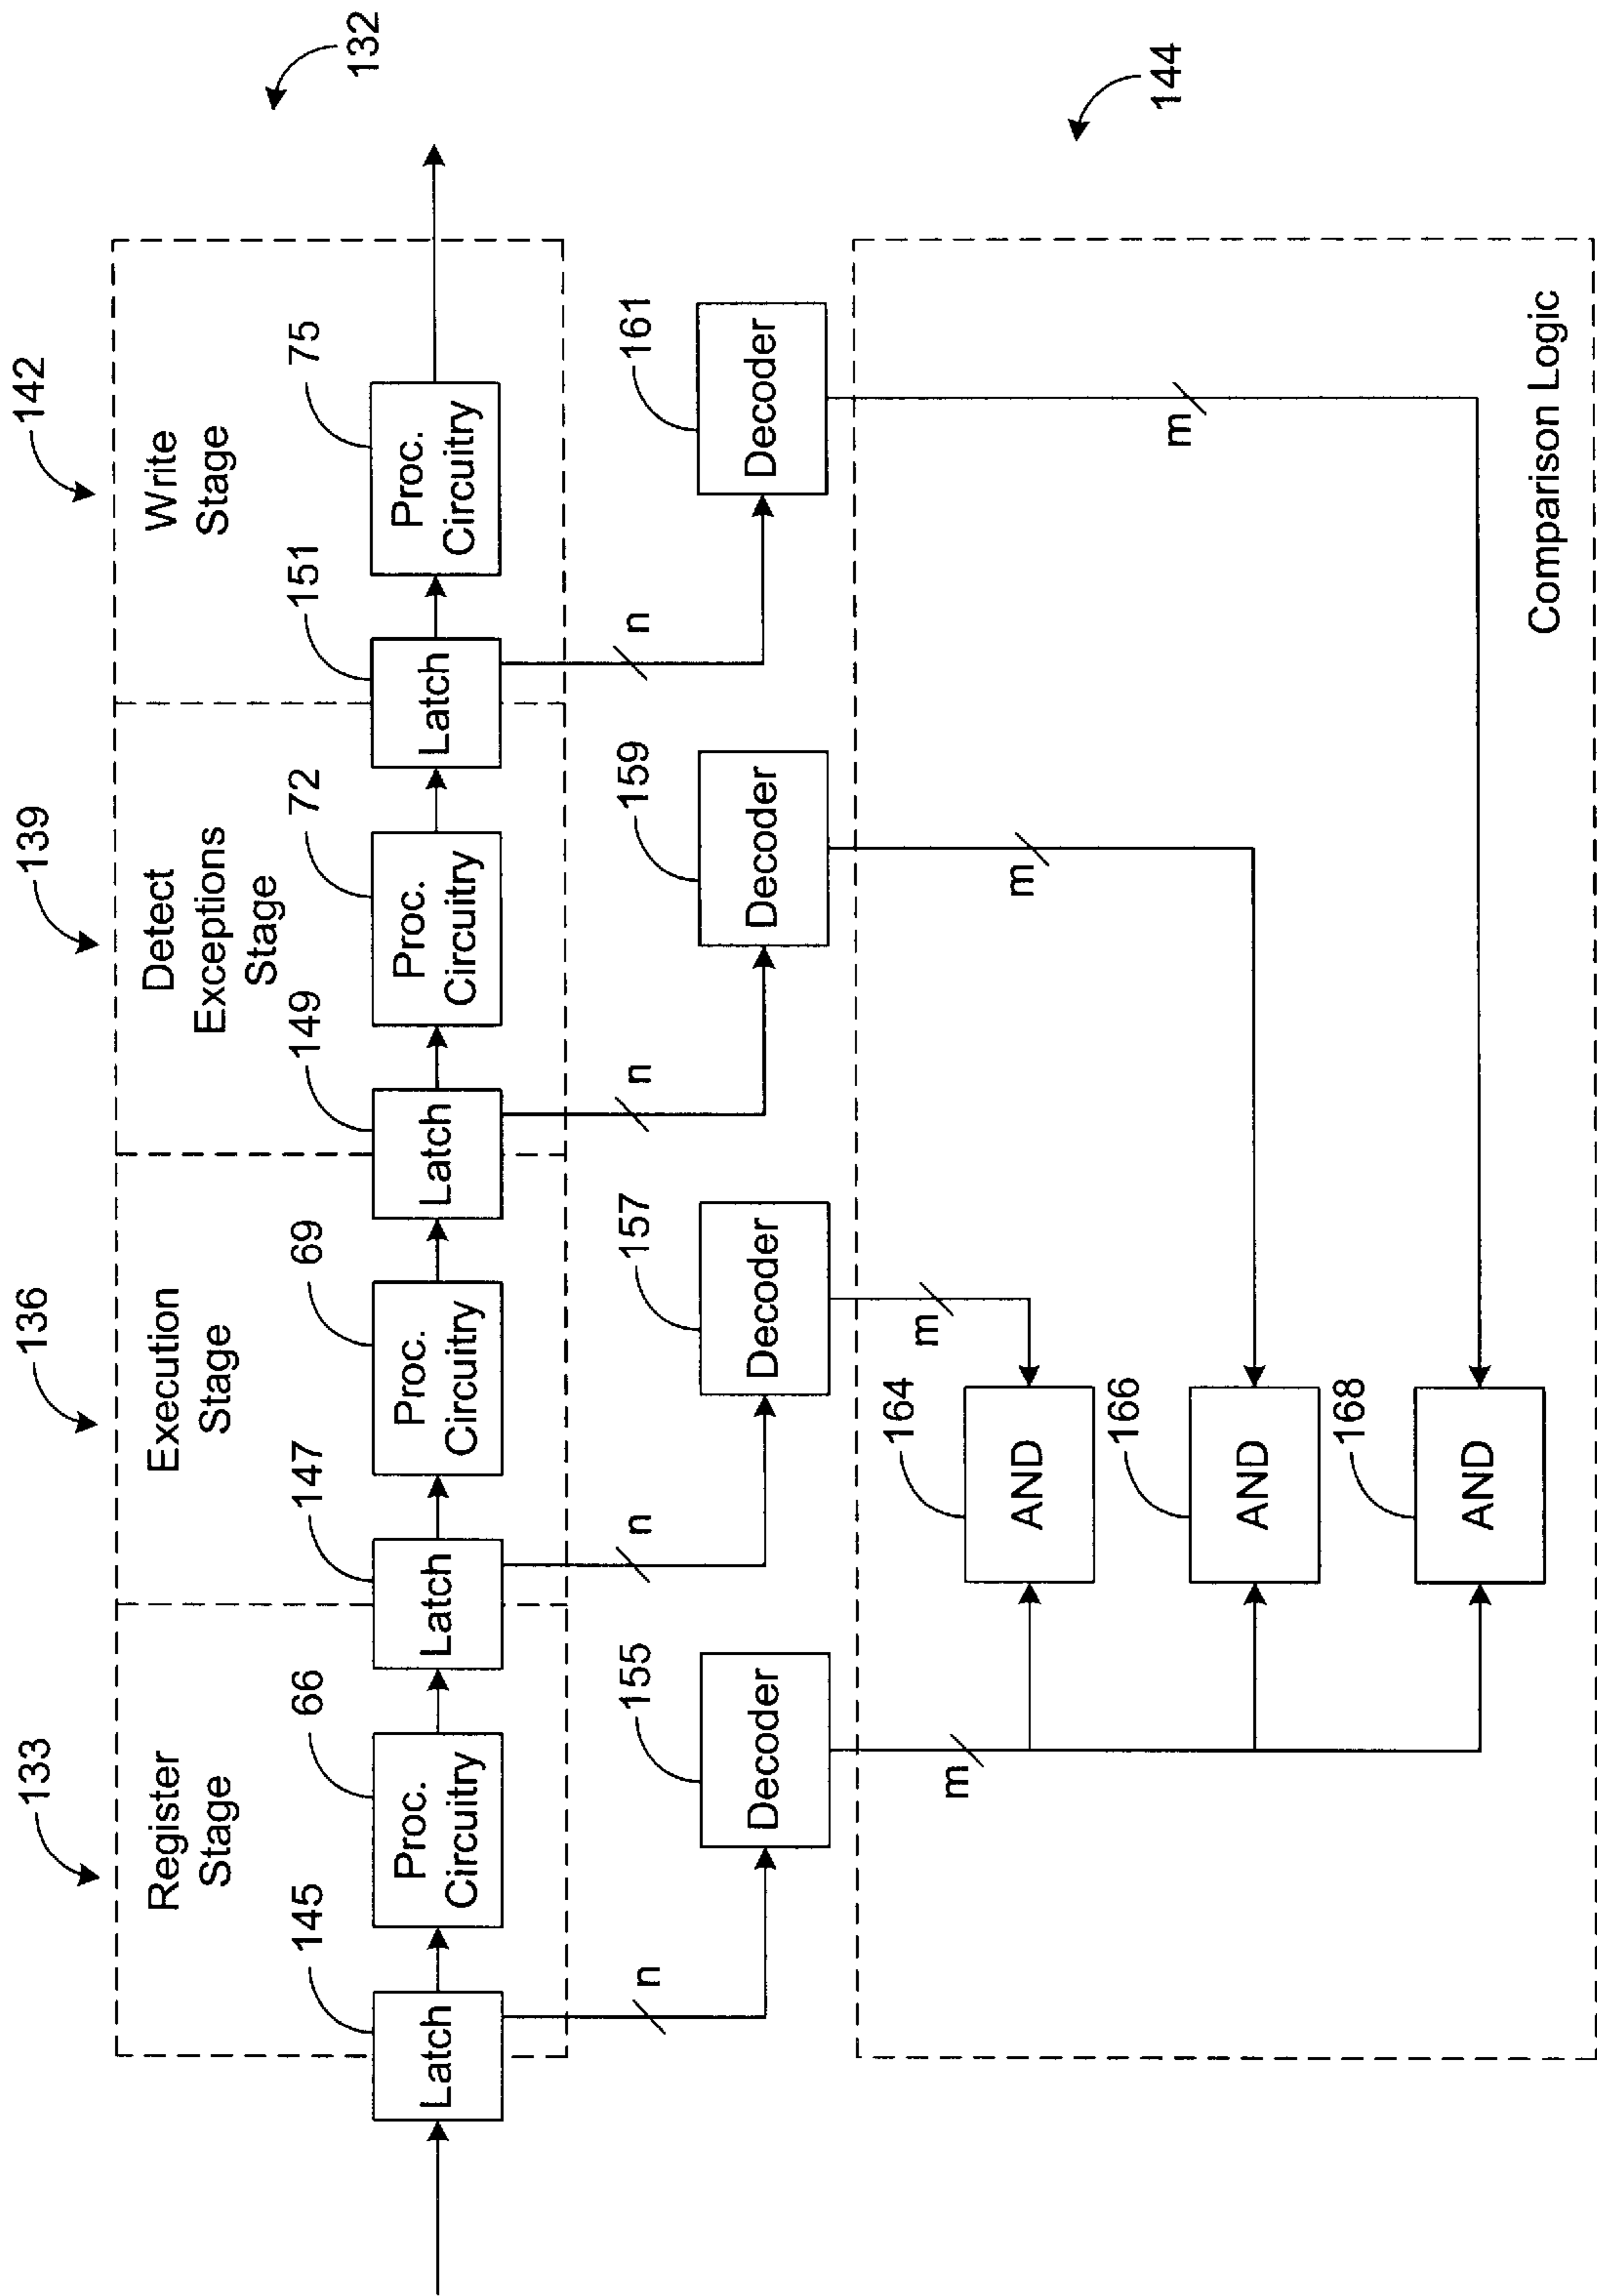 132
133
136
139
142
Register
Stage
Execution
Stage
Detect
Exceptions
Stage
Write
Stage
145
66
147
69
149
72
151
75
Latch
Proc.
Circuitry
Latch
Proc.
Circuitry
Latch
Proc.
Circuitry
Latch
Proc.
Circuitry
n
n
n
n
155
157
159
161
Decoder
Decoder
Decoder
Decoder
144
m
m
m
m
164
AND
166
AND
168
AND
Comparison Logic